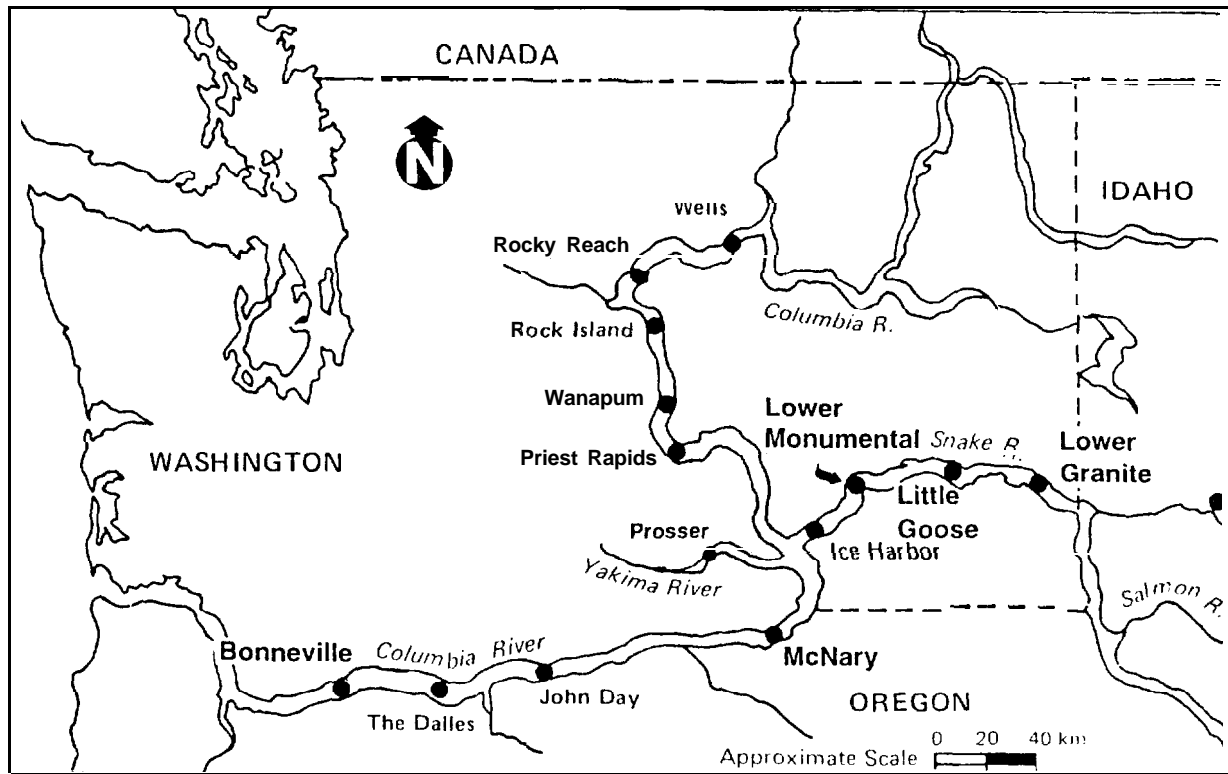 CANADA
N
IDAHO
Wells
Rocky Reach
Columbia R.
Rock Island
Wanapum
Lower
Monumental
Snake R.
Lower
Granite
WASHINGTON
Priest Rapids
Little
Goose
Prosser
Ice Harbor
Yakima River
Salmon R.
Bonneville
Columbia River
McNary
The Dalles
John Day
OREGON
Approximate Scale 0 20 40 km